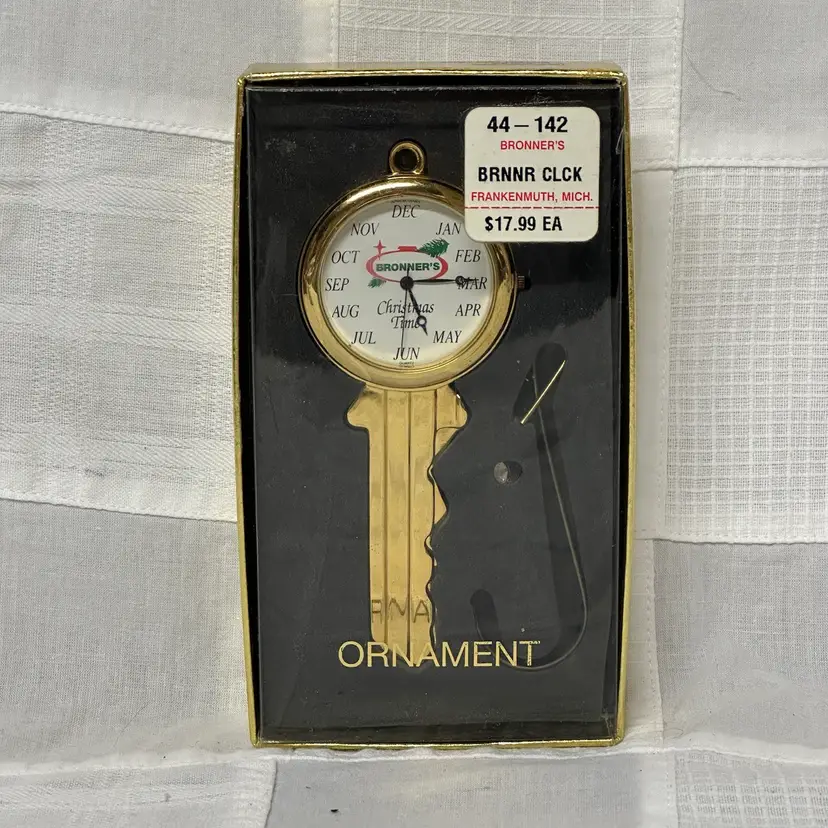 44 – 142
BRONNER'S
BRNNR CLCK
FRANKENMUTH, MICH.
$17.99 EA
DEC
NOV
JAN
OCT
FEB
BRONNER'S
SEP
MAR
AUG
Christmas
APR
Time
JUL
MAY
JUN
ORNAMENT